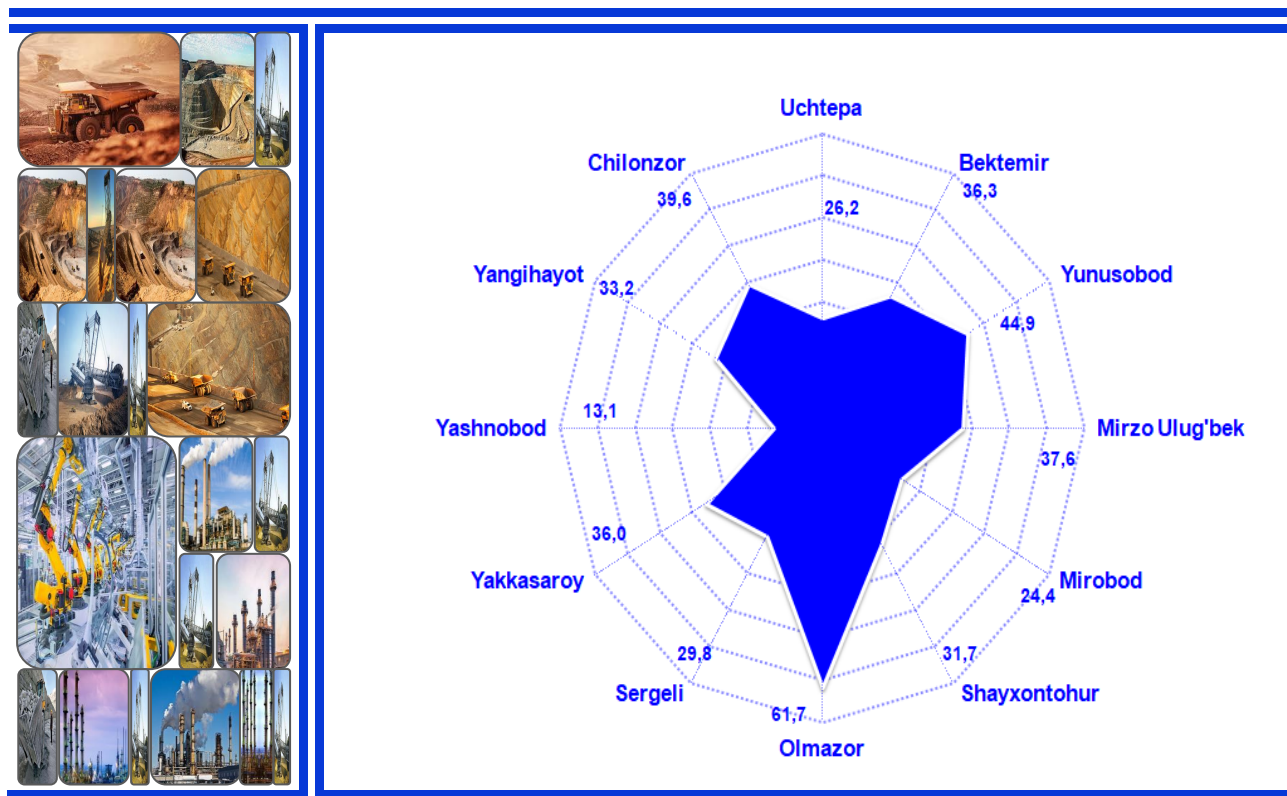 Uchtepa
26,2
Bektemir
36,3
Yunusobod
44,9
Mirzo Ulug'bek
37,6
Mirobod
24,4
Shayxontohur
31,7
Olmazor
61,7
Sergeli
29,8
Yakkasaroy
36,0
Yashnobod
13,1
Yangihayot
33,2
Chilonzor
39,6